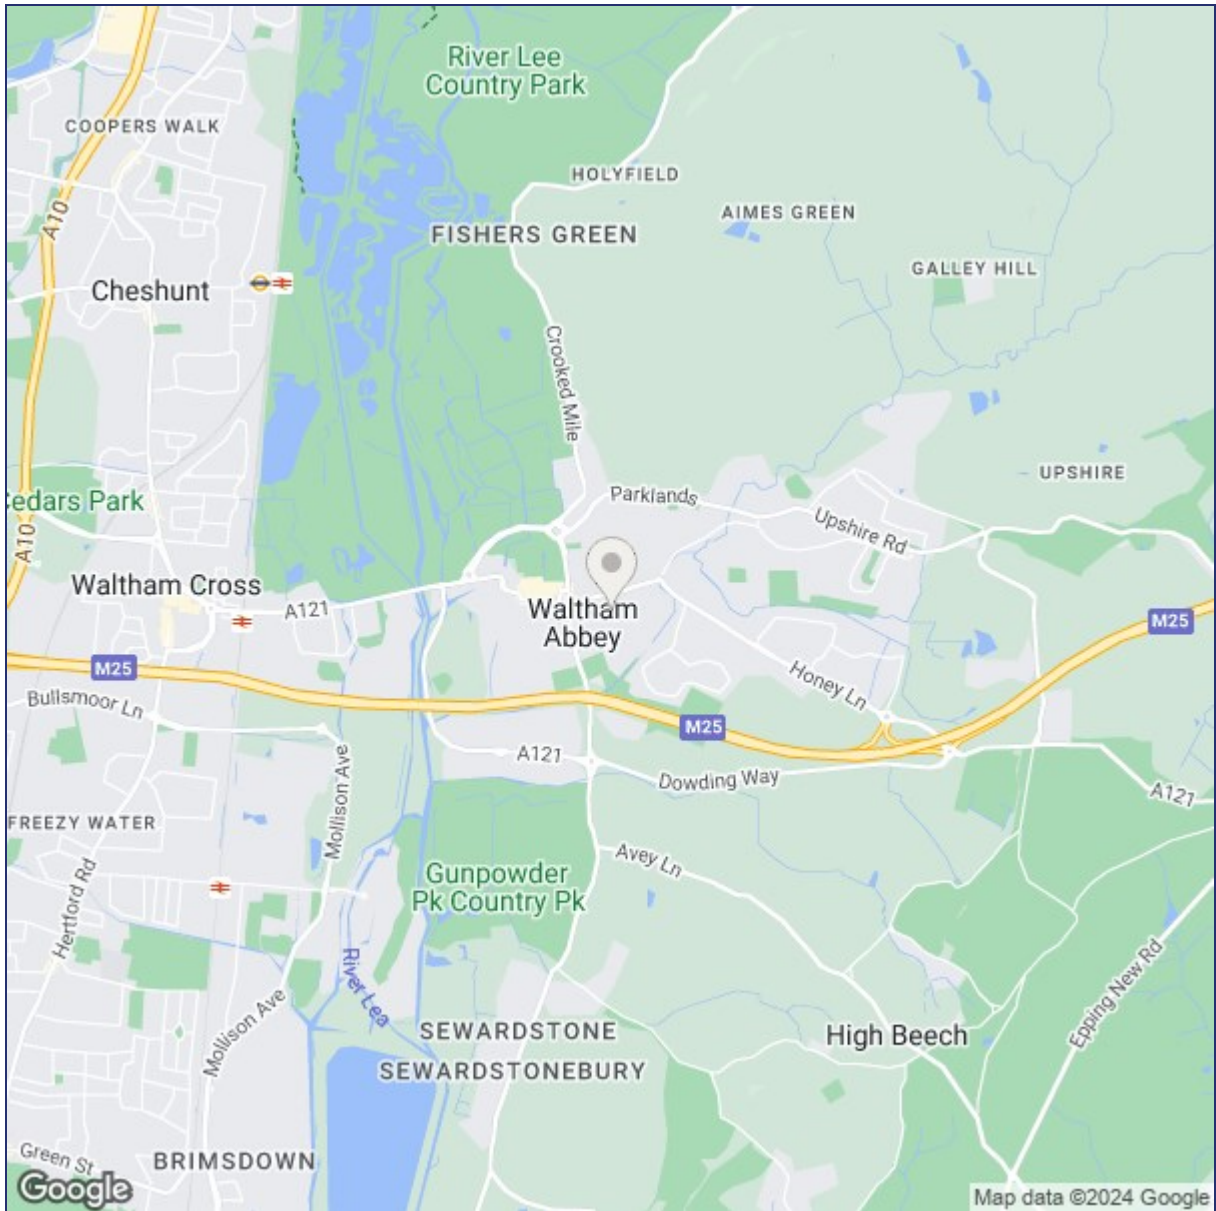 River Lee
Country Park
COOPERS WALK
HOLYFIELD
A10
AIMES GREEN
FISHERS GREEN
GALLEY HILL
Cheshunt
Crooked Mile
UPSHIRE
Cedars Park
Parklands
Upshire Rd
A10
Waltham Cross
A121
Waltham
Abbey
M25
M25
Honey Ln
Bullsmoor Ln
M25
A121
Dowding Way
A121
Mollison Ave
FREEZY WATER
Avey Ln
Gunpowder
Pk Country Pk
Hertford Rd
River Lea
Epping New Rd
Mollison Ave
SEWARDSTONE
High Beech
SEWARDSTONEBURY
Green St
BRIMSDOWN
Google
Map data ©2024 Google